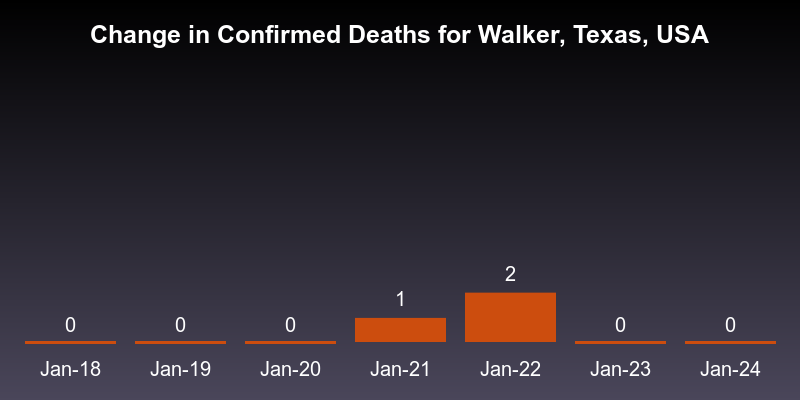 Change in Confirmed Deaths for Walker, Texas, USA
0 0 0 1 2 0 0
Jan-18 Jan-19 Jan-20 Jan-21 Jan-22 Jan-23 Jan-24